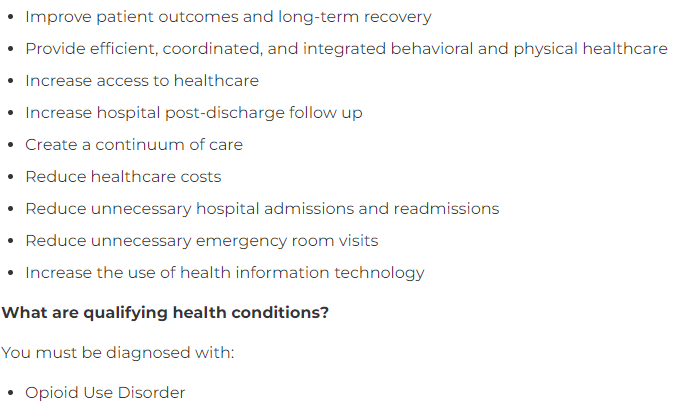 • Improve patient outcomes and long-term recovery
• Provide efficient, coordinated, and integrated behavioral and physical healthcare
• Increase access to healthcare
• Increase hospital post-discharge follow up
• Create a continuum of care
• Reduce healthcare costs
• Reduce unnecessary hospital admissions and readmissions
• Reduce unnecessary emergency room visits
• Increase the use of health information technology
What are qualifying health conditions?
You must be diagnosed with:
• Opioid Use Disorder